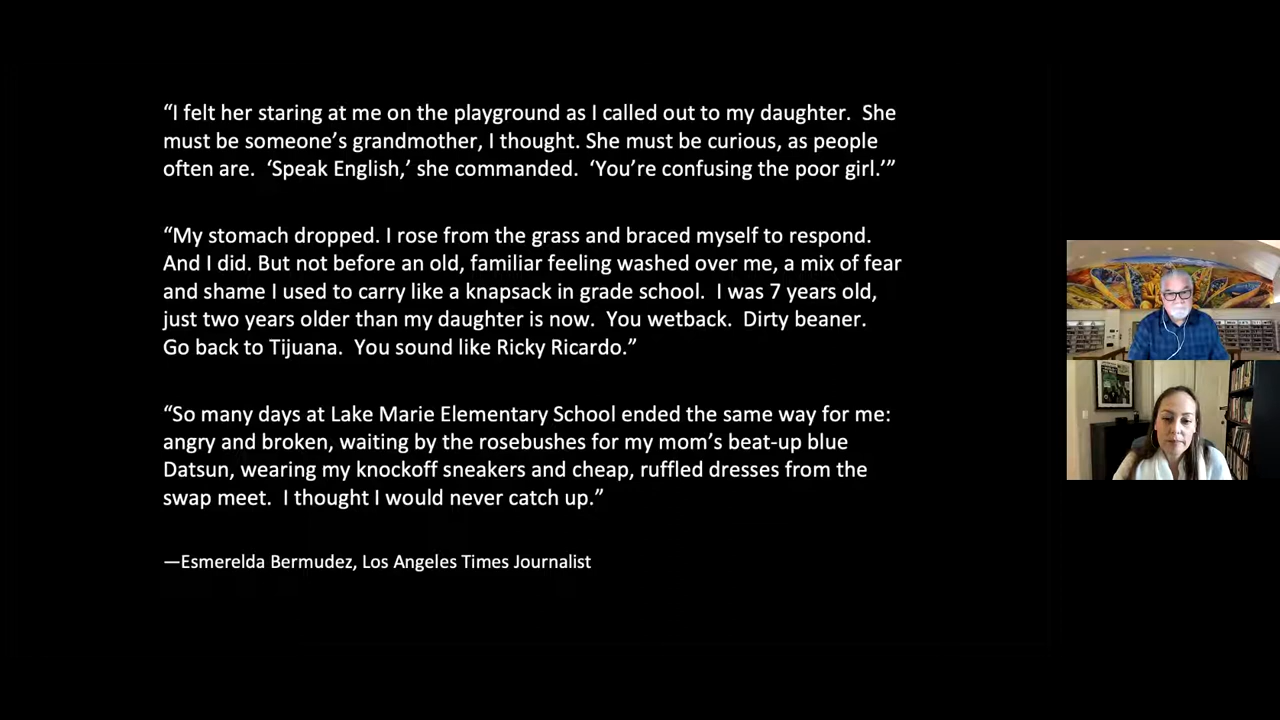 “I felt her staring at me on the playground as I called out to my daughter.  She
must be someone’s grandmother, I thought. She must be curious, as people
often are.  ‘Speak English,’ she commanded.  ‘You’re confusing the poor girl.’”
“My stomach dropped. I rose from the grass and braced myself to respond.
And I did. But not before an old, familiar feeling washed over me, a mix of fear
and shame I used to carry like a knapsack in grade school.  I was 7 years old,
just two years older than my daughter is now.  You wetback.  Dirty beaner.
Go back to Tijuana.  You sound like Ricky Ricardo.”
“So many days at Lake Marie Elementary School ended the same way for me:
angry and broken, waiting by the rosebushes for my mom’s beat-up blue
Datsun, wearing my knockoff sneakers and cheap, ruffled dresses from the
swap meet.  I thought I would never catch up.”
—Esmerelda Bermudez, Los Angeles Times Journalist